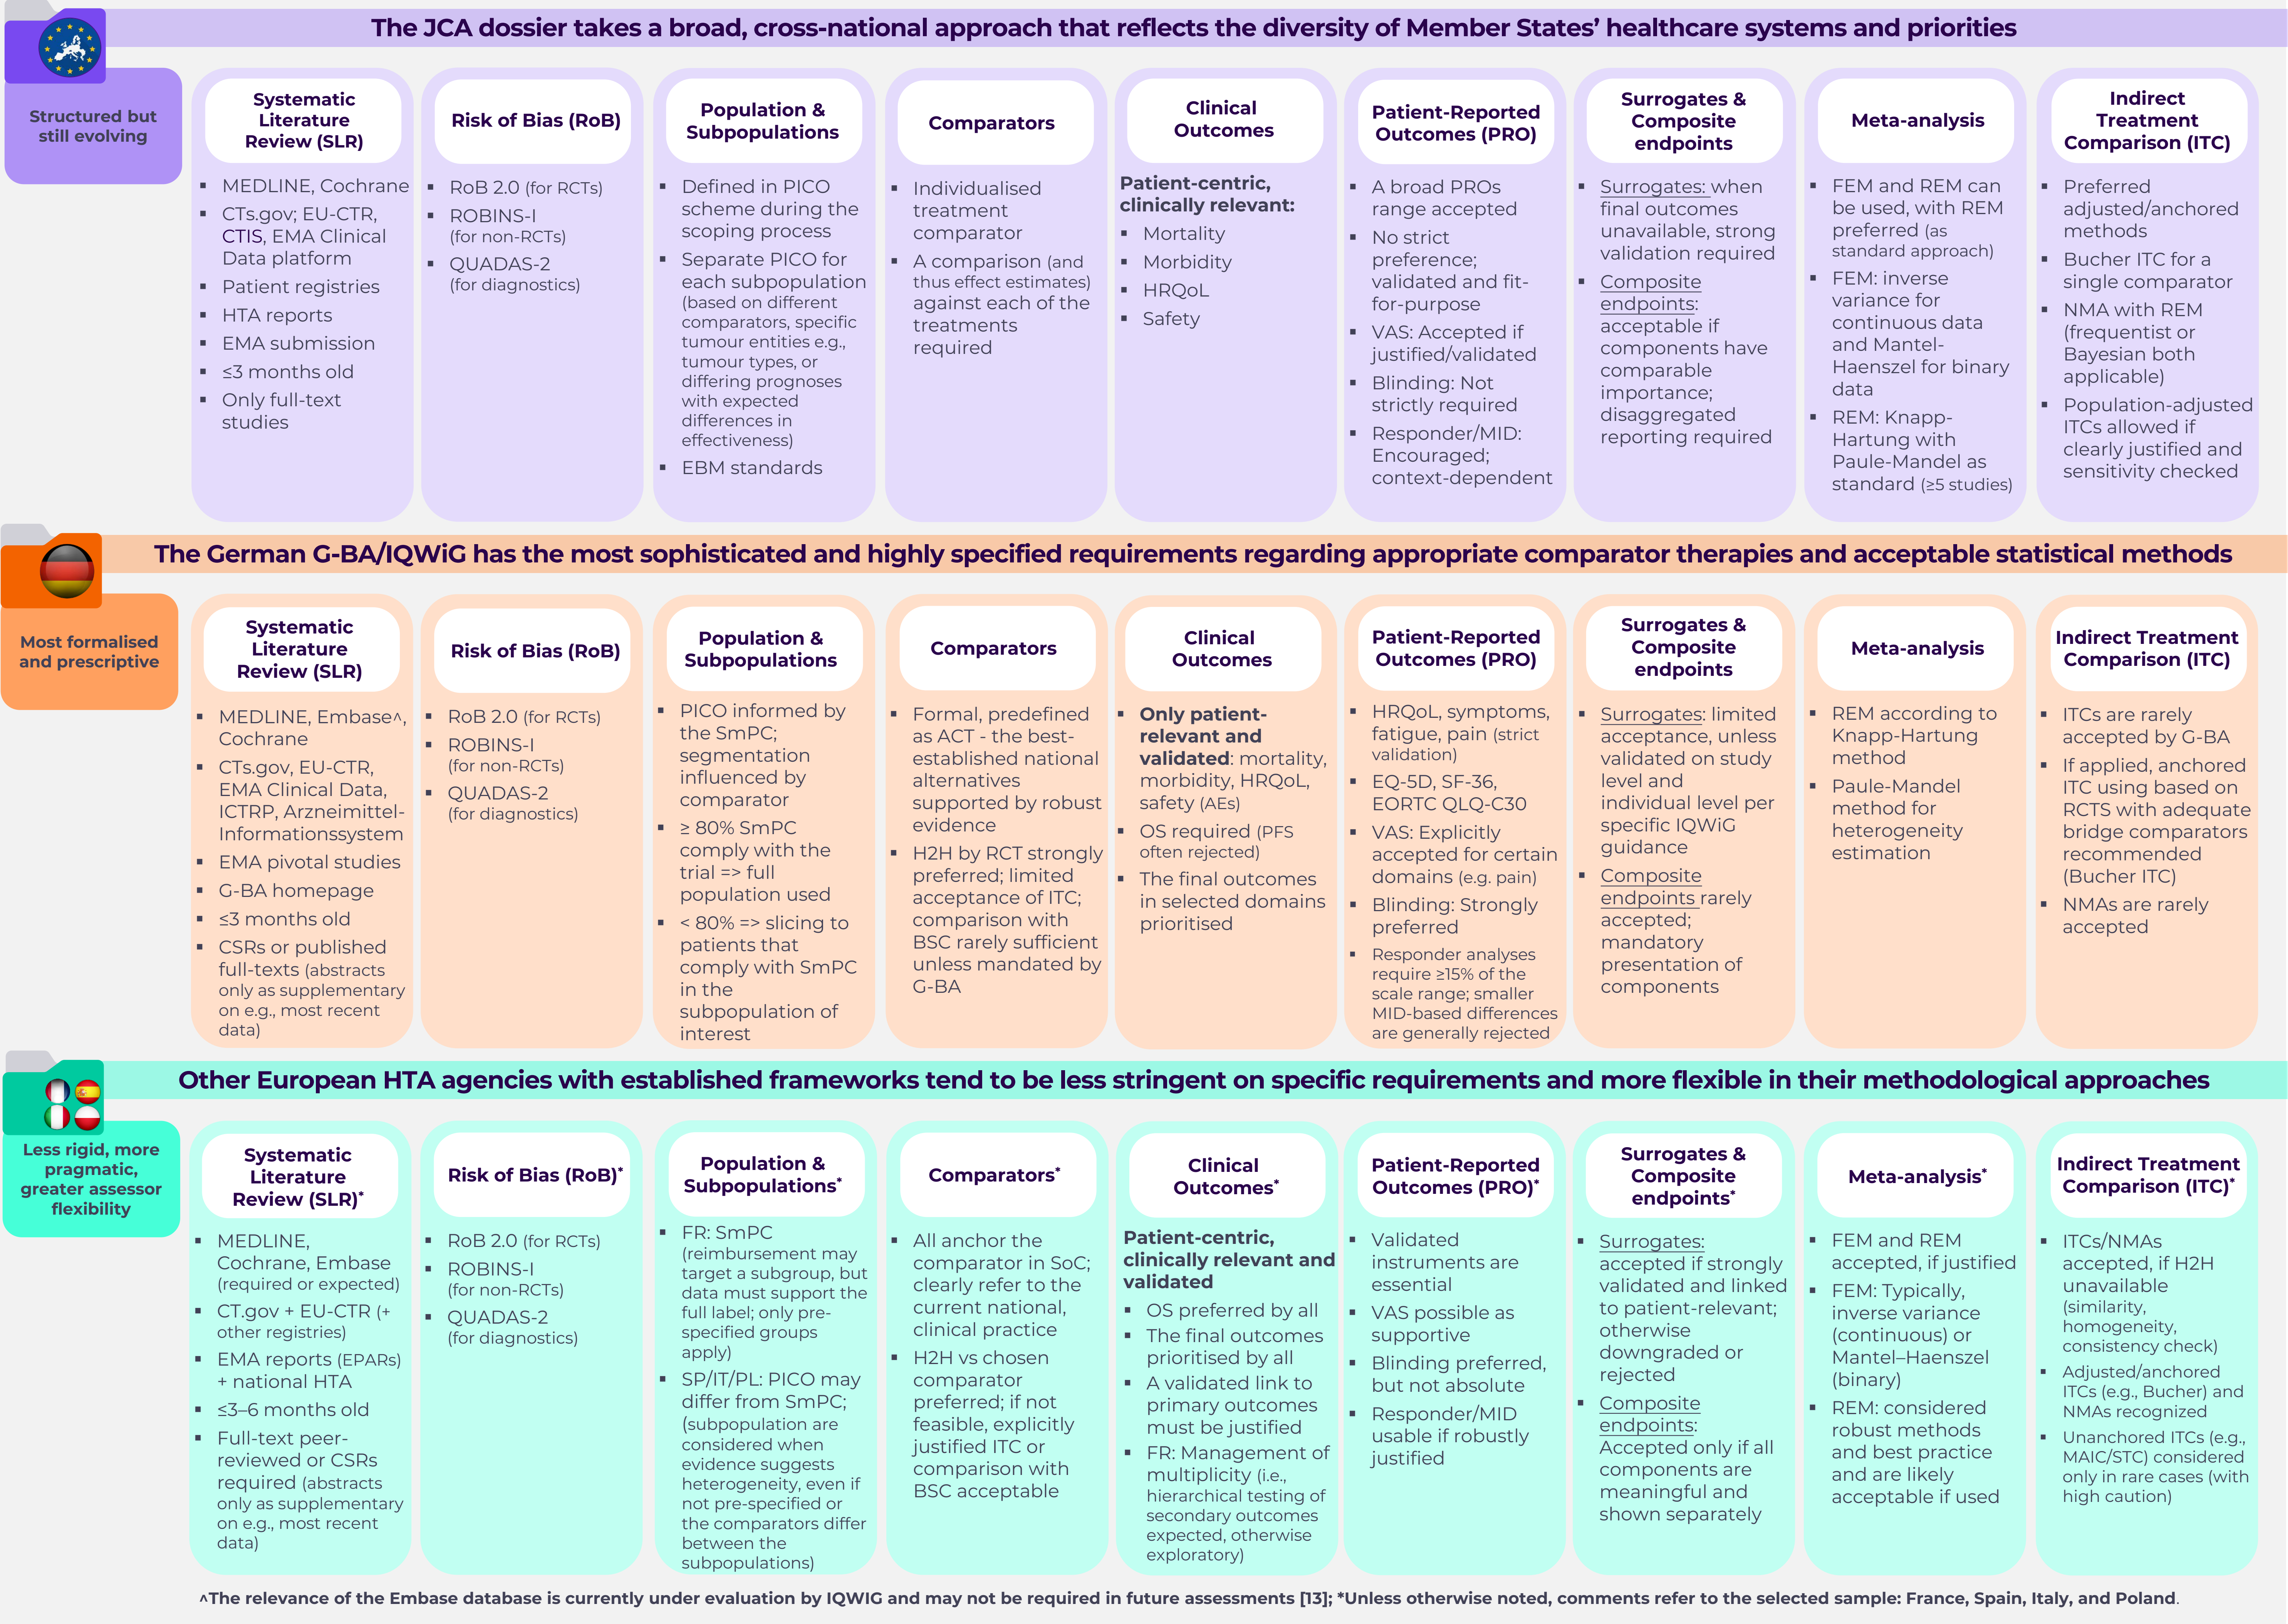 The JCA dossier takes a broad, cross-national approach that reflects the diversity of Member States’ healthcare systems and priorities
Structured but
still evolving
Systematic
Literature
Review (SLR)
▪ MEDLINE, Cochrane
▪ CTs.gov; EU-CTR,
CTIS, EMA Clinical
Data platform
▪ Patient registries
▪ HTA reports
▪ EMA submission
▪ ≤3 months old
▪ Only full-text
studies
Risk of Bias (RoB)
▪ RoB 2.0 (for RCTs)
▪ ROBINS-I
(for non-RCTs)
▪ QUADAS-2
(for diagnostics)
Population &
Subpopulations
▪ Defined in PICO
scheme during the
scoping process
▪ Separate PICO for
each subpopulation
(based on different
comparators, specific
tumour entities e.g.,
tumour types, or
differing prognoses
with expected
differences in
effectiveness)
▪ EBM standards
Comparators
▪ Individualised
treatment
comparator
▪ A comparison (and
thus effect estimates)
against each of the
treatments
required
Clinical
Outcomes
Patient-centric,
clinically relevant:
▪ Mortality
▪ Morbidity
▪ HRQoL
▪ Safety
Patient-Reported
Outcomes (PRO)
▪ A broad PROs
range accepted
▪ No strict
preference;
validated and fit-
for-purpose
▪ VAS: Accepted if
justified/validated
▪ Blinding: Not
strictly required
▪ Responder/MID:
Encouraged;
context-dependent
Surrogates &
Composite
endpoints
▪ Surrogates: when
final outcomes
unavailable, strong
validation required
▪ Composite
endpoints:
acceptable if
components have
comparable
importance;
disaggregated
reporting required
Meta-analysis
▪ FEM and REM can
be used, with REM
preferred (as
standard approach)
▪ FEM: inverse
variance for
continuous data
and Mantel-
Haenszel for binary
data
▪ REM: Knapp-
Hartung with
Paule-Mandel as
standard (≥5 studies)
Indirect
Treatment
Comparison (ITC)
▪ Preferred
adjusted/anchored
methods
▪ Bucher ITC for a
single comparator
▪ NMA with REM
(frequentist or
Bayesian both
applicable)
▪ Population-adjusted
ITCs allowed if
clearly justified and
sensitivity checked
The German G-BA/IQWiG has the most sophisticated and highly specified requirements regarding appropriate comparator therapies and acceptable statistical methods
Most formalised
and prescriptive
Systematic
Literature
Review (SLR)
▪ MEDLINE, Embase^,
Cochrane
▪ CTs.gov, EU-CTR,
EMA Clinical Data,
ICTRP, Arzneimittel-
Informationssystem
▪ EMA pivotal studies
▪ G-BA homepage
▪ ≤3 months old
▪ CSRs or published
full-texts (abstracts
only as supplementary
on e.g., most recent
data)
Risk of Bias (RoB)
▪ RoB 2.0 (for RCTs)
▪ ROBINS-I
(for non-RCTs)
▪ QUADAS-2
(for diagnostics)
Population &
Subpopulations
▪ PICO informed by
the SmPC;
segmentation
influenced by
comparator
▪ ≥ 80% SmPC
comply with the
trial => full
population used
▪ < 80% => slicing to
patients that
comply with SmPC
in the
subpopulation of
interest
Comparators
▪ Formal, predefined
as ACT - the best-
established national
alternatives
supported by robust
evidence
▪ H2H by RCT strongly
preferred; limited
acceptance of ITC;
comparison with
BSC rarely sufficient
unless mandated by
G-BA
Clinical
Outcomes
▪ Only patient-
relevant and
validated: mortality,
morbidity, HRQoL,
safety (AEs)
▪ OS required (PFS
often rejected)
▪ The final outcomes
in selected domains
prioritised
Patient-Reported
Outcomes (PRO)
▪ HRQoL, symptoms,
fatigue, pain (strict
validation)
▪ EQ-5D, SF-36,
EORTC QLQ-C30
▪ VAS: Explicitly
accepted for certain
domains (e.g. pain)
▪ Blinding: Strongly
preferred
▪ Responder analyses
require ≥15% of the
scale range; smaller
MID-based differences
are generally rejected
Surrogates &
Composite
endpoints
▪ Surrogates: limited
acceptance, unless
validated on study
level and
individual level per
specific IQWiG
guidance
▪ Composite
endpoints rarely
accepted;
mandatory
presentation of
components
Meta-analysis
▪ REM according to
Knapp-Hartung
method
▪ Paule-Mandel
method for
heterogeneity
estimation
Indirect Treatment
Comparison (ITC)
▪ ITCs are rarely
accepted by G-BA
▪ If applied, anchored
ITC using based on
RCTS with adequate
bridge comparators
recommended
(Bucher ITC)
▪ NMAs are rarely
accepted
Other European HTA agencies with established frameworks tend to be less stringent on specific requirements and more flexible in their methodological approaches
Less rigid, more
pragmatic,
greater assessor
flexibility
Systematic
Literature
Review (SLR)*
▪ MEDLINE,
Cochrane, Embase
(required or expected)
▪ CT.gov + EU-CTR (+
other registries)
▪ EMA reports (EPARs)
+ national HTA
▪ ≤3–6 months old
▪ Full-text peer-
reviewed or CSRs
required (abstracts
only as supplementary
on e.g., most recent
data)
Risk of Bias (RoB)*
▪ RoB 2.0 (for RCTs)
▪ ROBINS-I
(for non-RCTs)
▪ QUADAS-2
(for diagnostics)
Population &
Subpopulations*
▪ FR: SmPC
(reimbursement may
target a subgroup, but
data must support the
full label; only pre-
specified groups
apply)
▪ SP/IT/PL: PICO may
differ from SmPC;
(subpopulation are
considered when
evidence suggests
heterogeneity, even if
not pre-specified or
the comparators differ
between the
subpopulations)
Comparators*
▪ All anchor the
comparator in SoC;
clearly refer to the
current national,
clinical practice
▪ H2H vs chosen
comparator
preferred; if not
feasible, explicitly
justified ITC or
comparison with
BSC acceptable
Clinical
Outcomes*
Patient-centric,
clinically relevant and
validated
▪ OS preferred by all
▪ The final outcomes
prioritised by all
▪ A validated link to
primary outcomes
must be justified
▪ FR: Management of
multiplicity (i.e.,
hierarchical testing of
secondary outcomes
expected, otherwise
exploratory)
Patient-Reported
Outcomes (PRO)*
▪ Validated
instruments are
essential
▪ VAS possible as
supportive
▪ Blinding preferred,
but not absolute
▪ Responder/MID
usable if robustly
justified
Surrogates &
Composite
endpoints*
▪ Surrogates:
accepted if strongly
validated and linked
to patient-relevant;
otherwise
downgraded or
rejected
▪ Composite
endpoints:
Accepted only if all
components are
meaningful and
shown separately
Meta-analysis*
▪ FEM and REM
accepted, if justified
▪ FEM: Typically,
inverse variance
(continuous) or
Mantel–Haenszel
(binary)
▪ REM: considered
robust methods
and best practice
and are likely
acceptable if used
Indirect Treatment
Comparison (ITC)*
▪ ITCs/NMAs
accepted, if H2H
unavailable
(similarity,
homogeneity,
consistency check)
▪ Adjusted/anchored
ITCs (e.g., Bucher) and
NMAs recognized
▪ Unanchored ITCs (e.g.,
MAIC/STC) considered
only in rare cases (with
high caution)
^The relevance of the Embase database is currently under evaluation by IQWIG and may not be required in future assessments [13]; *Unless otherwise noted, comments refer to the selected sample: France, Spain, Italy, and Poland.